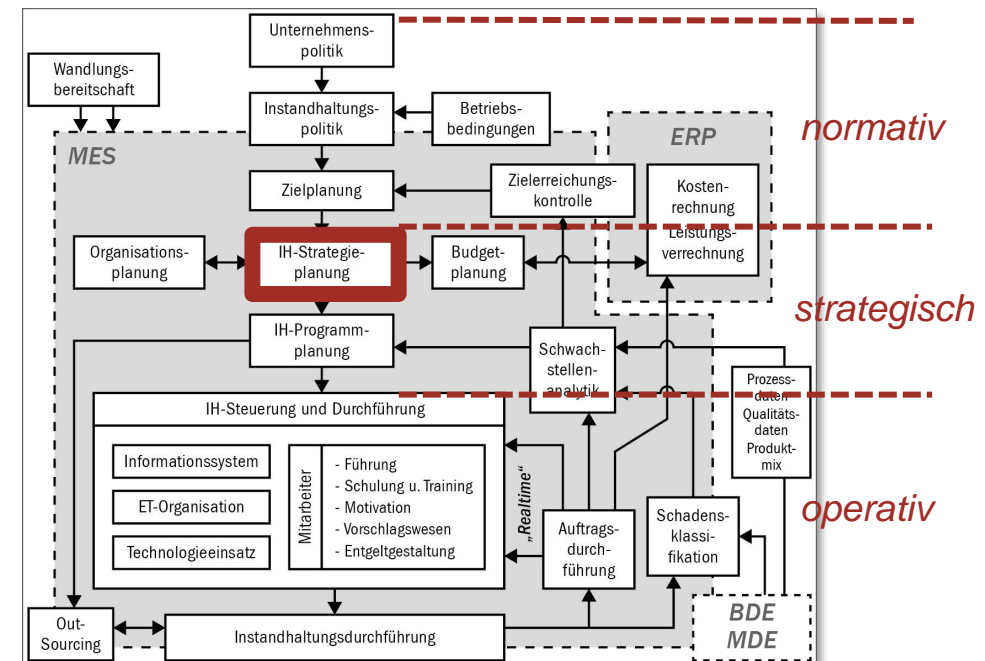 Unternehmens-
politik
Wandlungs-
bereitschaft
Instandhaltungs-
politik
Betriebs-
bedingungen
normativ
MES
ERP
Zielplanung
Zielerreichungs-
kontrolle
Kosten-
rechnung
Leistungs-
verrechnung
Organisations-
planung
IH-Strategie-
planung
Budget-
planung
strategisch
IH-Programm-
planung
Schwach-
stellen-
analytik
Prozess-
daten
Qualitäts-
daten
Produkt-
mix
IH-Steuerung und Durchführung
Informationssystem
ET-Organisation
Technologieeinsatz
Mitarbeiter
- Führung
- Schulung u. Training
- Motivation
- Vorschlagswesen
- Entgeltgestaltung
„Realtime“
Auftrags-
durch-
führung
Schadens-
klassi-
fikation
operativ
Out-
Sourcing
Instandhaltungsdurchführung
BDE
MDE